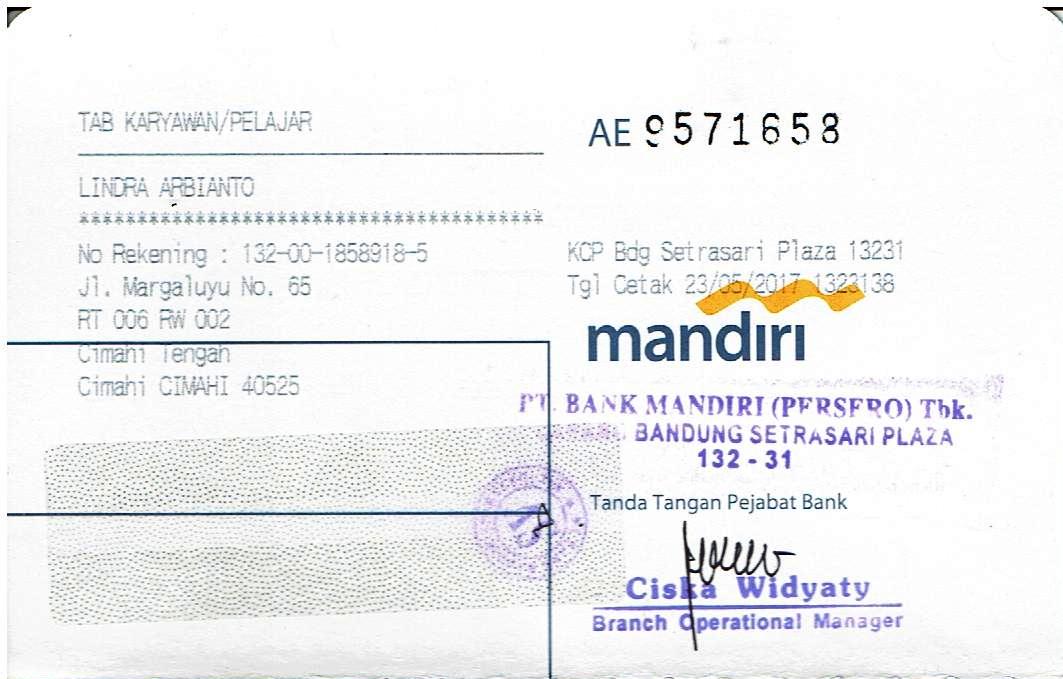 TAB KARYAWAN/PELAJAR
AE 9571658
LINDRA ARBIANTO
****************************************
No Rekening : 132-00-1858918-5
Jl. Margaluyu No. 65
RT 006 RW 002
Cimahi Tengah
Cimahi CIMAHI 40525
KCP Bdg Setrasari Plaza 13231
Tgl Cetak 23/05/2017 1323138
mandiri
PT. BANK MANDIRI (PERSERO) Tbk.
BANDUNG SETRASARI PLAZA
132 - 31
Tanda Tangan Pejabat Bank
Ciska Widyaty
Branch Operational Manager